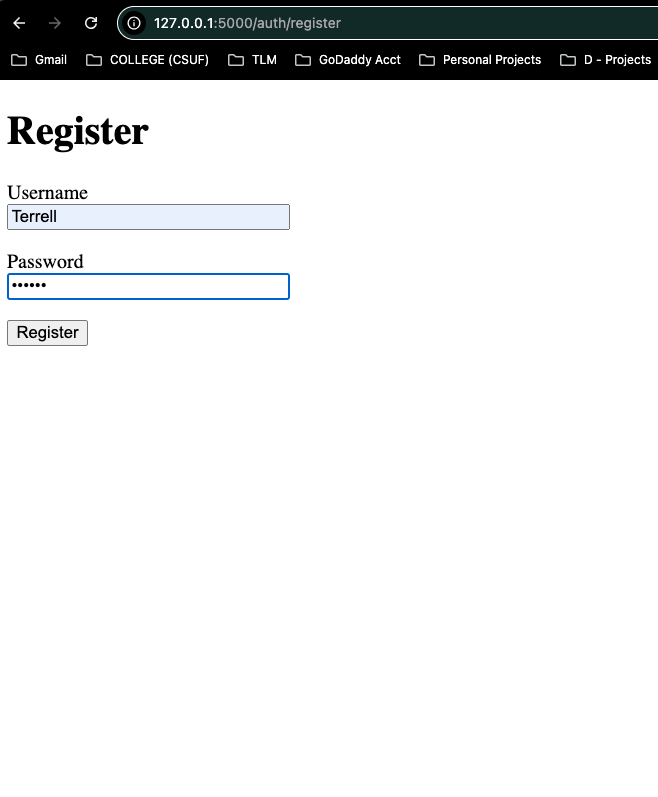 127.0.0.1:5000/auth/register
Gmail COLLEGE (CSUF) TLM GoDaddy Acct Personal Projects D - Projects
Register
Username
Terrell
Password
••••••
Register